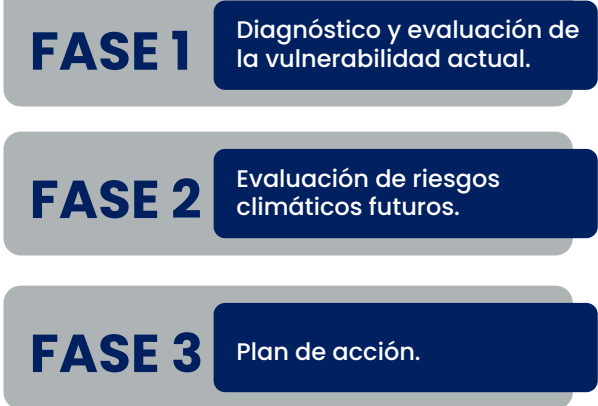 FASE 1
Diagnóstico y evaluación de
la vulnerabilidad actual.
FASE 2
Evaluación de riesgos
climáticos futuros.
FASE 3
Plan de acción.